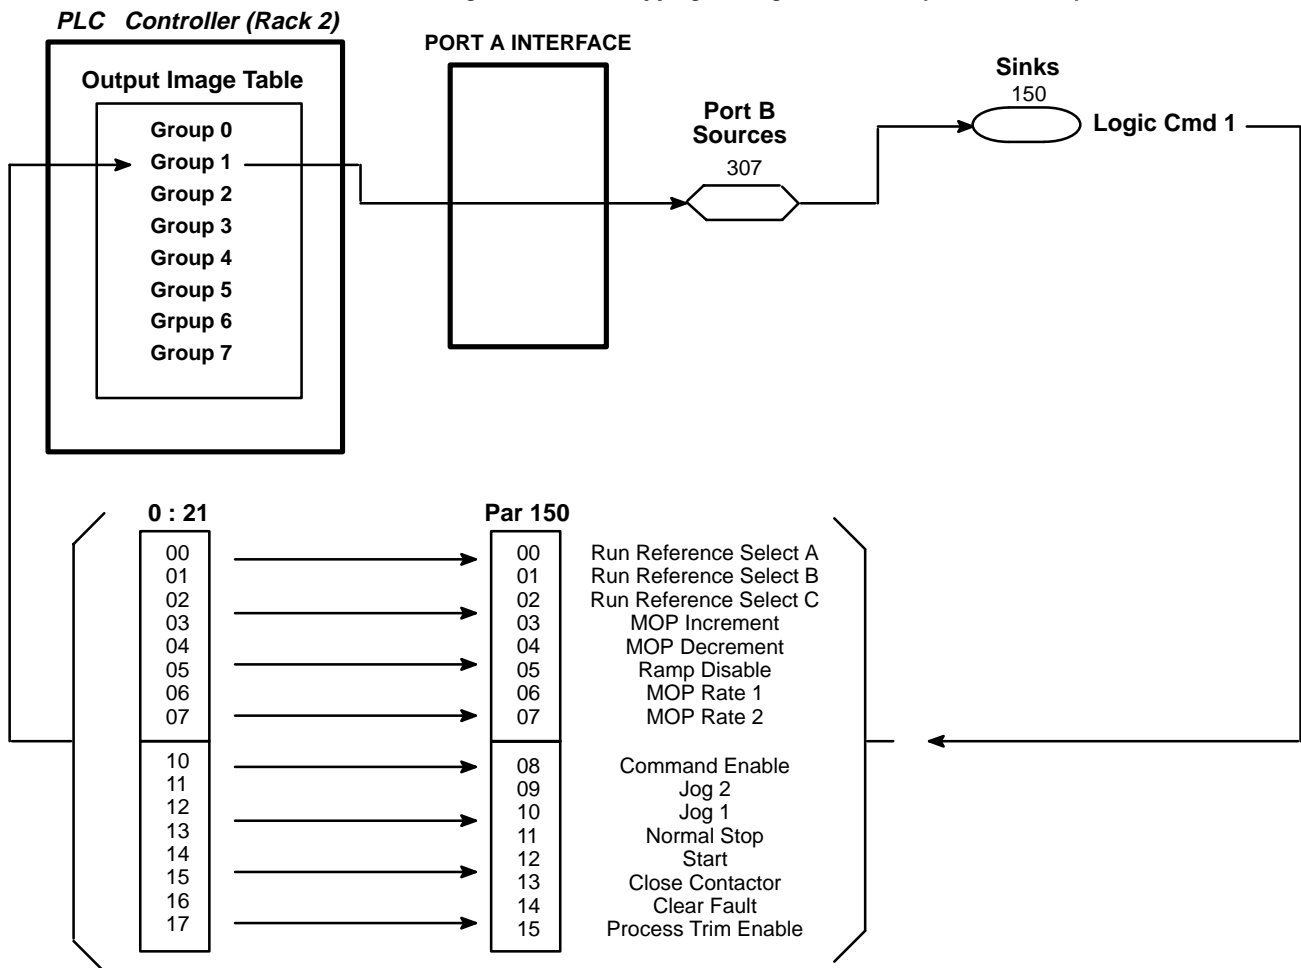 PLC Controller (Rack 2)
PORT A INTERFACE
Output Image Table
Group 0
Group 1
Group 2
Group 3
Group 4
Group 5
Grpup 6
Group 7
Port B
Sources
307
Sinks
150
Logic Cmd 1
0 : 21
Par 150
00 00 Run Reference Select A
01 01 Run Reference Select B
02 02 Run Reference Select C
03 03 MOP Increment
04 04 MOP Decrement
05 05 Ramp Disable
06 06 MOP Rate 1
07 07 MOP Rate 2
10 08 Command Enable
11 09 Jog 2
12 10 Jog 1
13 11 Normal Stop
14 12 Start
15 13 Close Contactor
16 14 Clear Fault
17 15 Process Trim Enable